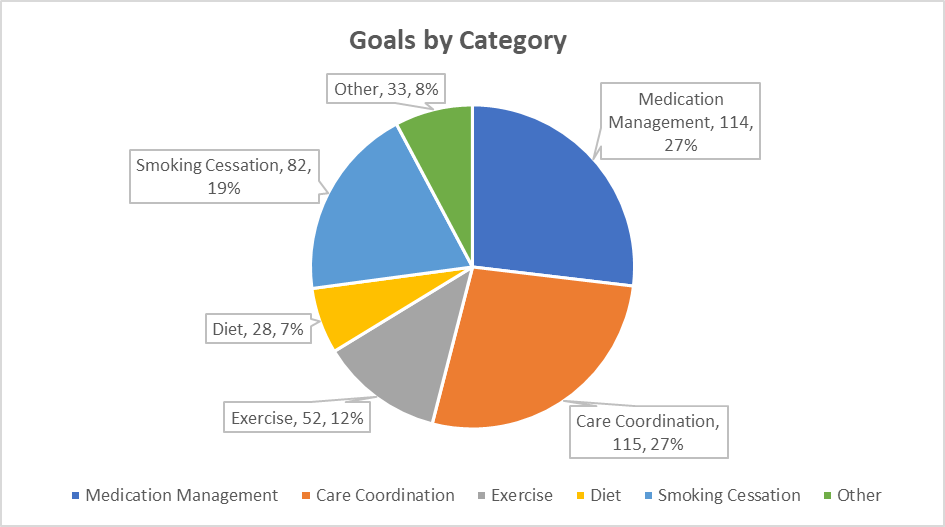 Goals by Category
Other, 33, 8%
Medication
Management, 114,
27%
Smoking Cessation, 82,
19%
Diet, 28, 7%
Exercise, 52, 12%
Care Coordination,
115, 27%
Medication Management Care Coordination Exercise Diet Smoking Cessation Other